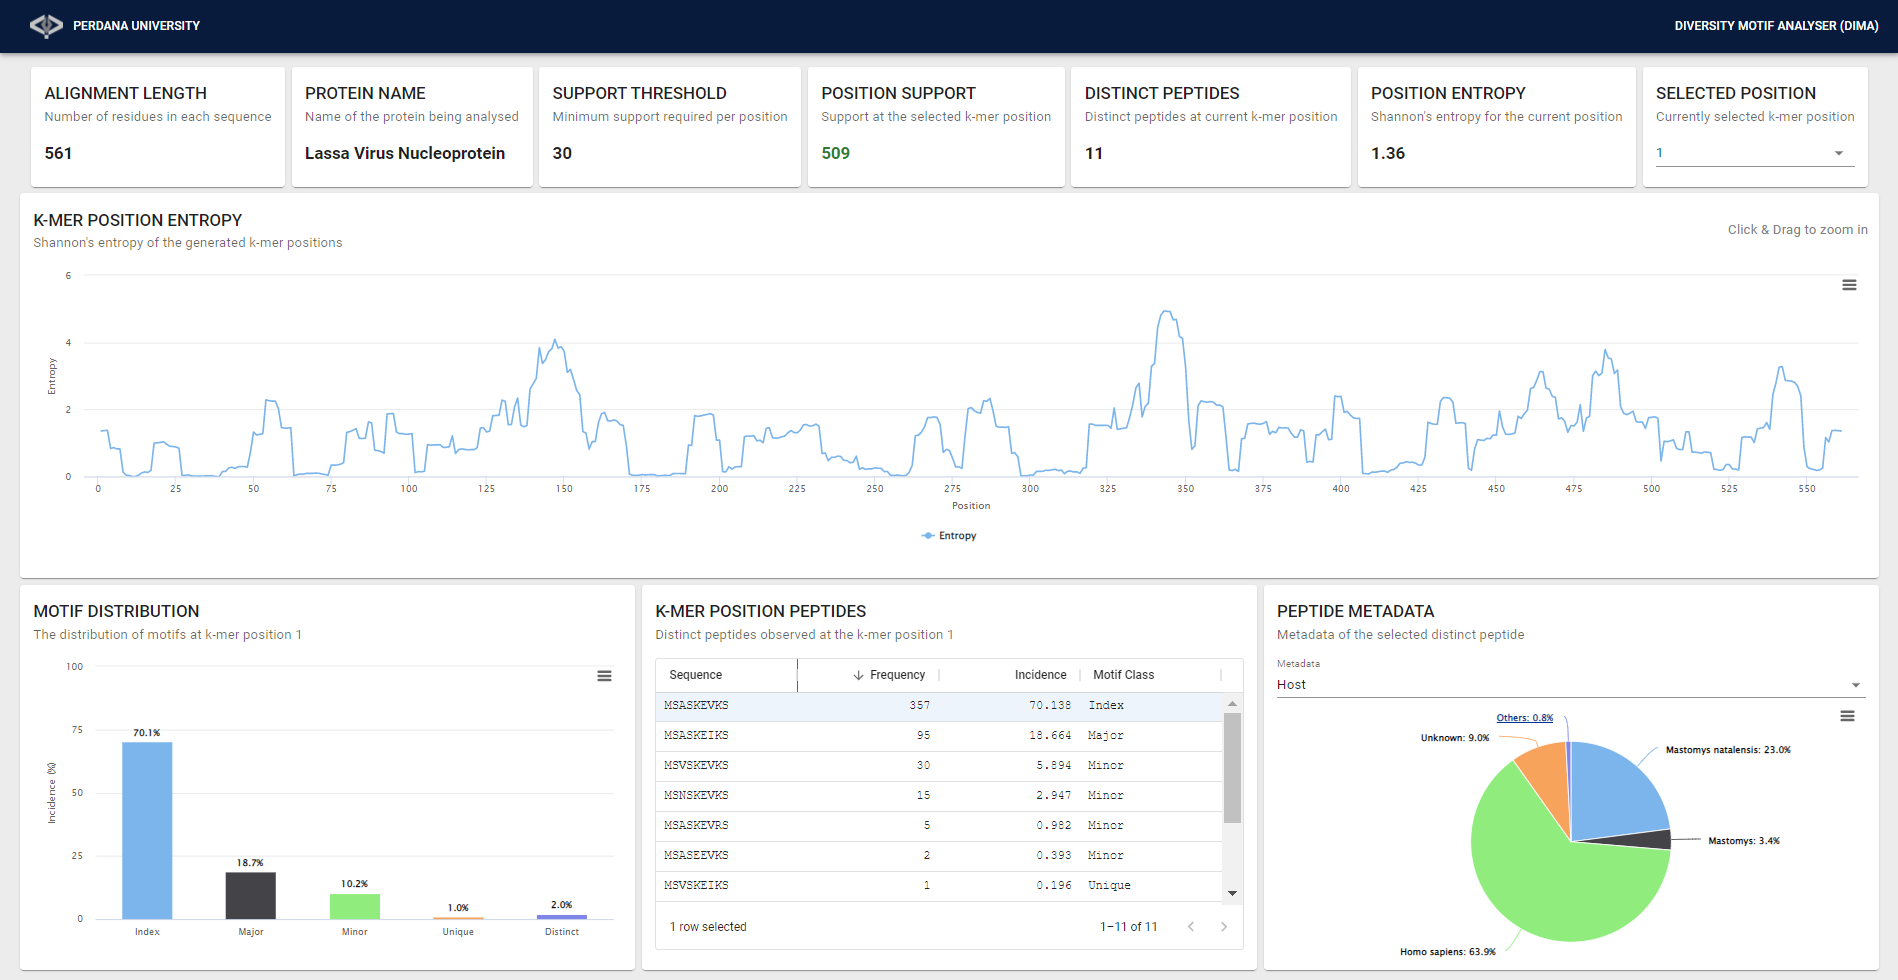 PERDANA UNIVERSITY
DIVERSITY MOTIF ANALYSER (DIMA)
ALIGNMENT LENGTH
Number of residues in each sequence
561
PROTEIN NAME
Name of the protein being analysed
Lassa Virus Nucleoprotein
SUPPORT THRESHOLD
Minimum support required per position
30
POSITION SUPPORT
Support at the selected k-mer position
509
DISTINCT PEPTIDES
Distinct peptides at current k-mer position
11
POSITION ENTROPY
Shannon's entropy for the current position
1.36
SELECTED POSITION
Currently selected k-mer position
1
K-MER POSITION ENTROPY
Shannon's entropy of the generated k-mer positions
Click & Drag to zoom in
6
4
2
0
Entropy
0 25 50 75 100 125 150 175 200 225 250 275 300 325 350 375 400 425 450 475 500 525 550
Position
Entropy
MOTIF DISTRIBUTION
The distribution of motifs at k-mer position 1
100
75
50
25
0
Incidence (%)
70.1%
18.7%
10.2%
1.0%
2.0%
Index Major Minor Unique Distinct
K-MER POSITION PEPTIDES
Distinct peptides observed at the k-mer position 1
Sequence Frequency Incidence Motif Class
MSASKEVKS 357 70.138 Index
MSASKEIKS 95 18.664 Major
MSVSKEVKS 30 5.894 Minor
MSNSKEVKS 15 2.947 Minor
MSASKEVRS 5 0.982 Minor
MSASEEVKS 2 0.393 Minor
MSVSKEIKS 1 0.196 Unique
1 row selected
1–11 of 11
PEPTIDE METADATA
Metadata of the selected distinct peptide
Metadata
Host
Others: 0.8%
Unknown: 9.0%
Mastomys natalensis: 23.0%
Mastomys: 3.4%
Homo sapiens: 63.9%